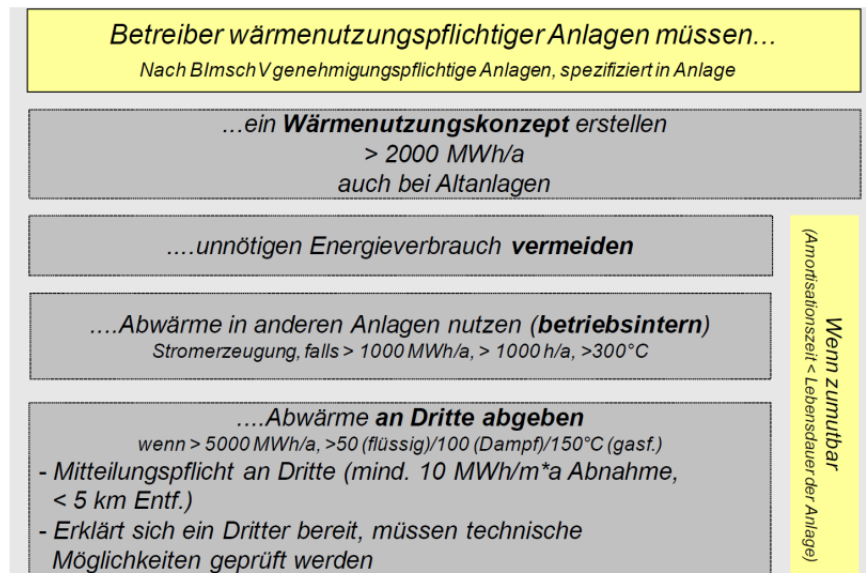 Betreiber wärmenutzungspflichtiger Anlagen müssen...
Nach BImschV genehmigungspflichtige Anlagen, spezifiziert in Anlage
...ein Wärmenutzungskonzept erstellen
> 2000 MWh/a
auch bei Altanlagen
....unnötigen Energieverbrauch vermeiden
....Abwärme in anderen Anlagen nutzen (betriebsintern)
Stromerzeugung, falls > 1000 MWh/a, > 1000 h/a, >300°C
....Abwärme an Dritte abgeben
wenn > 5000 MWh/a, >50 (flüssig)/100 (Dampf)/150°C (gasf.)
- Mitteilungspflicht an Dritte (mind. 10 MWh/m*a Abnahme,
< 5 km Entf.)
- Erklärt sich ein Dritter bereit, müssen technische
Möglichkeiten geprüft werden
Wenn zumutbar
(Amortisationszeit < Lebensdauer der Anlage)